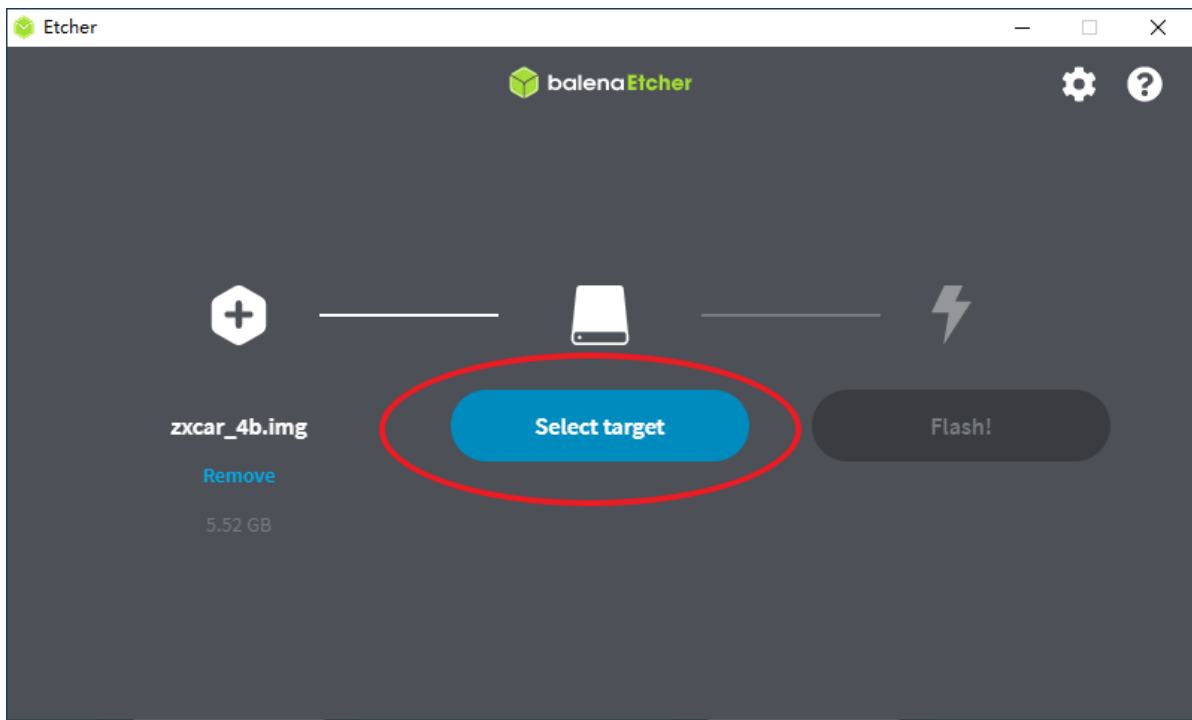 Etcher
balenaEtcher
zxcar_4b.img
Remove
5.52 GB
Select target
Flash!